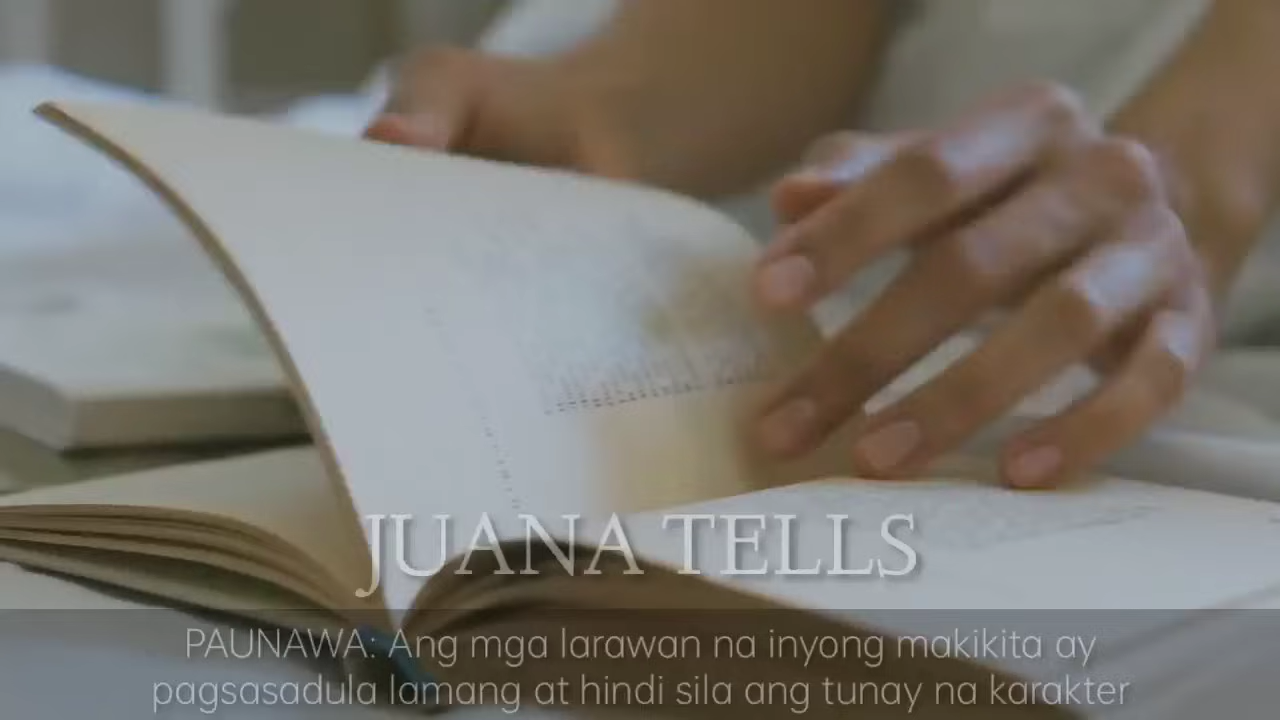 JUANA TELLS
PAUNAWA: Ang mga larawan na inyong makikita ay
pagsasadula lamang at hindi sila ang tunay na karakter